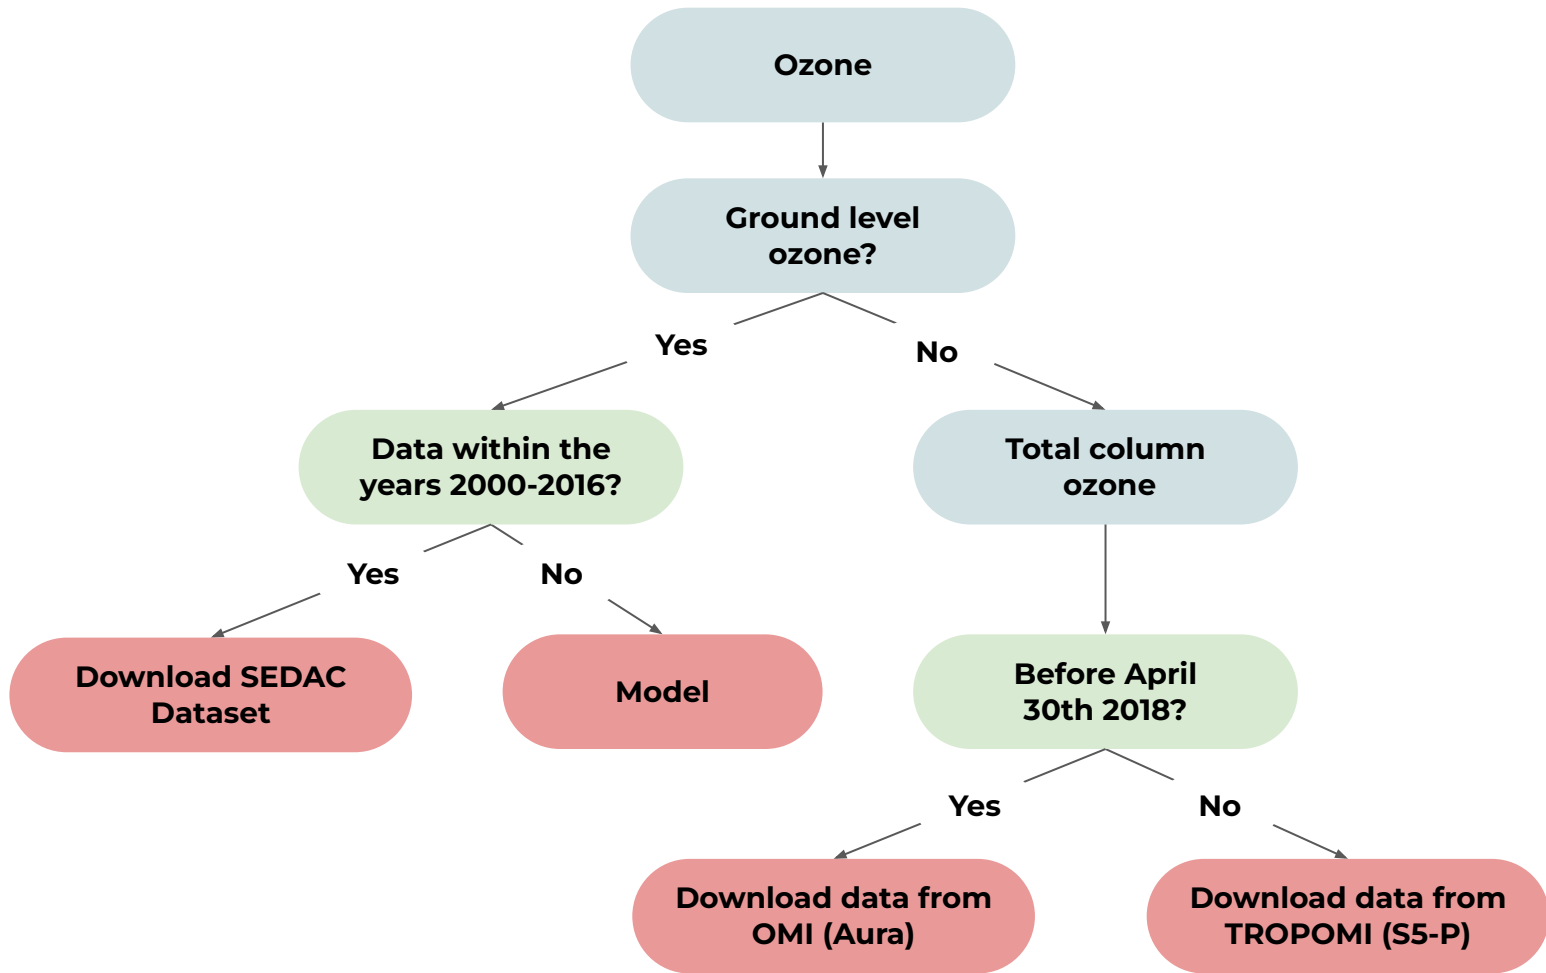 Ozone
Ground level
ozone?
Yes
No
Data within the
years 2000-2016?
Total column
ozone
Yes
No
Download SEDAC
Dataset
Model
Before April
30th 2018?
Yes
No
Download data from
OMI (Aura)
Download data from
TROPOMI (S5-P)